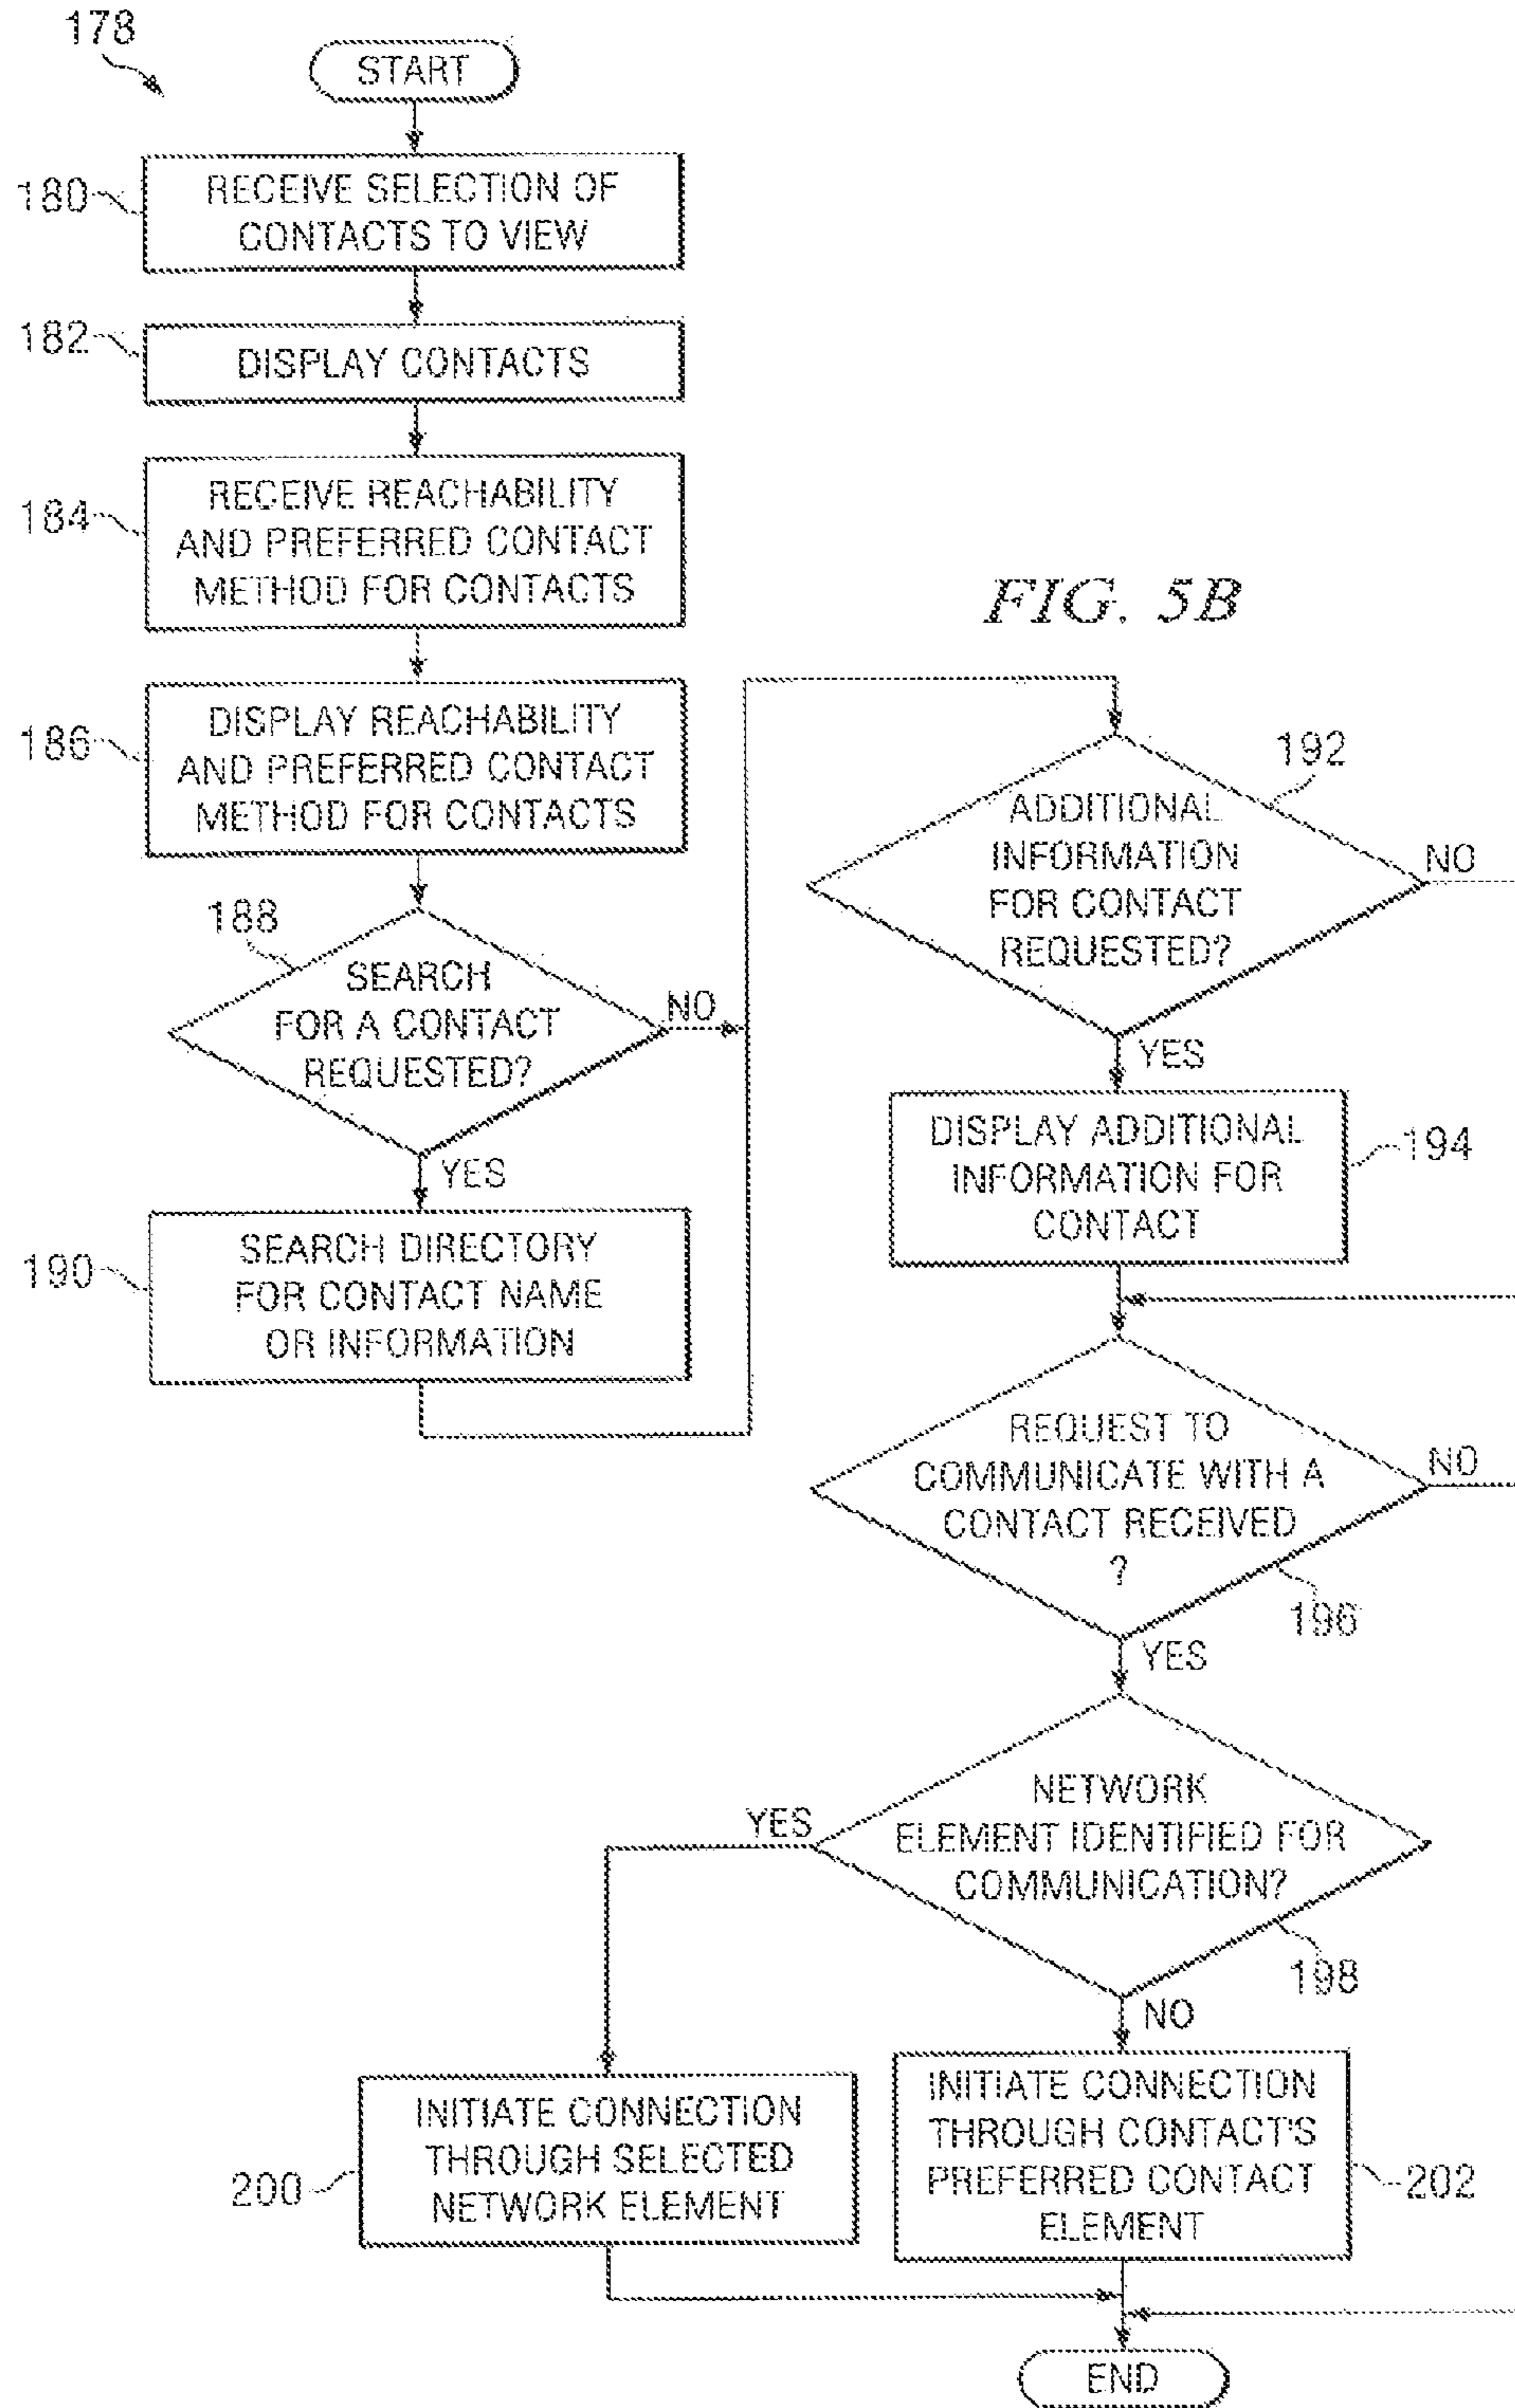 178
START
180
RECEIVE SELECTION OF
CONTACTS TO VIEW
182
DISPLAY CONTACTS
184
RECEIVE REACHABILITY
AND PREFERRED CONTACT
METHOD FOR CONTACTS
FIG. 5B
186
DISPLAY REACHABILITY
AND PREFERRED CONTACT
METHOD FOR CONTACTS
188
SEARCH
FOR A CONTACT
REQUESTED?
NO
YES
190
SEARCH DIRECTORY
FOR CONTACT NAME
OR INFORMATION
192
ADDITIONAL
INFORMATION
FOR CONTACT
REQUESTED?
NO
YES
DISPLAY ADDITIONAL
INFORMATION FOR
CONTACT
194
REQUEST TO
COMMUNICATE WITH A
CONTACT RECEIVED
?
NO
196
YES
NETWORK
ELEMENT IDENTIFIED FOR
COMMUNICATION?
YES
198
NO
200
INITIATE CONNECTION
THROUGH SELECTED
NETWORK ELEMENT
INITIATE CONNECTION
THROUGH CONTACT'S
PREFERRED CONTACT
ELEMENT
202
END